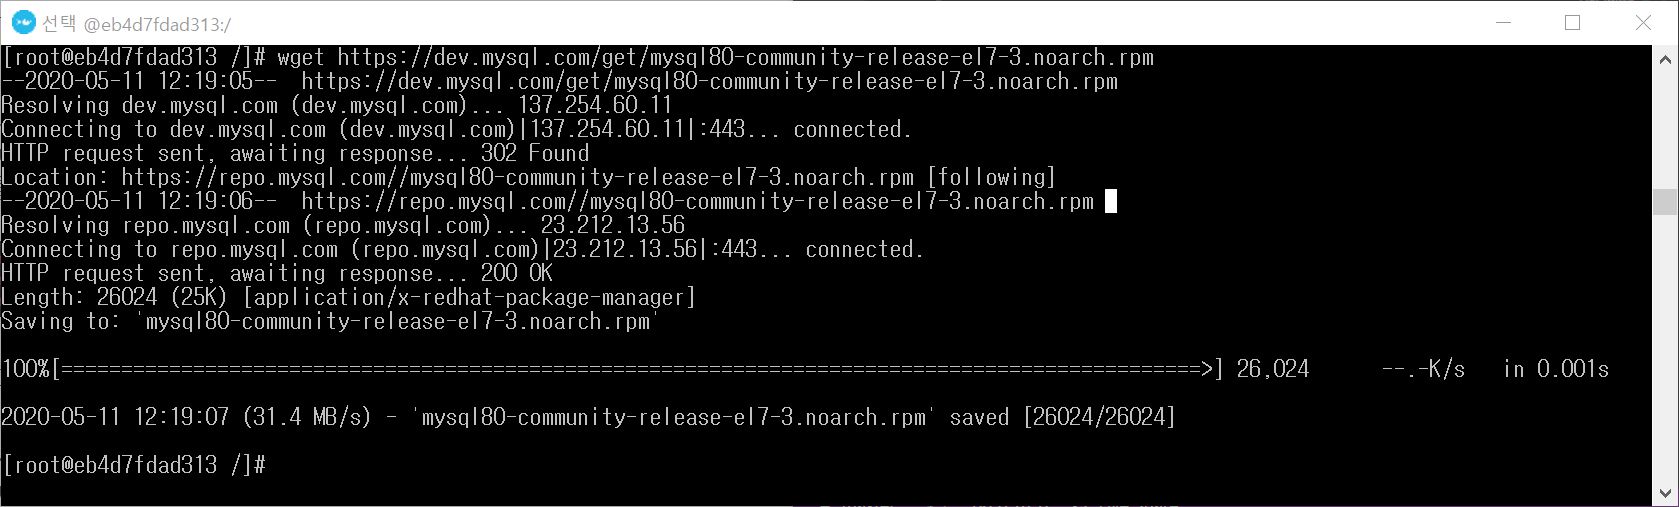 선택 @eb4d7fdad313:/
[root@eb4d7fdad313 /]# wget https://dev.mysql.com/get/mysql80-community-release-el7-3.noarch.rpm
--2020-05-11 12:19:05--  https://dev.mysql.com/get/mysql80-community-release-el7-3.noarch.rpm
Resolving dev.mysql.com (dev.mysql.com)... 137.254.60.11
Connecting to dev.mysql.com (dev.mysql.com)|137.254.60.11|:443... connected.
HTTP request sent, awaiting response... 302 Found
Location: https://repo.mysql.com//mysql80-community-release-el7-3.noarch.rpm [following]
--2020-05-11 12:19:06--  https://repo.mysql.com//mysql80-community-release-el7-3.noarch.rpm
Resolving repo.mysql.com (repo.mysql.com)... 23.212.13.56
Connecting to repo.mysql.com (repo.mysql.com)|23.212.13.56|:443... connected.
HTTP request sent, awaiting response... 200 OK
Length: 26024 (25K) [application/x-redhat-package-manager]
Saving to: 'mysql80-community-release-el7-3.noarch.rpm'
100%[===============================================================================================>] 26,024      --.-K/s   in 0.001s
2020-05-11 12:19:07 (31.4 MB/s) - 'mysql80-community-release-el7-3.noarch.rpm' saved [26024/26024]
[root@eb4d7fdad313 /]#